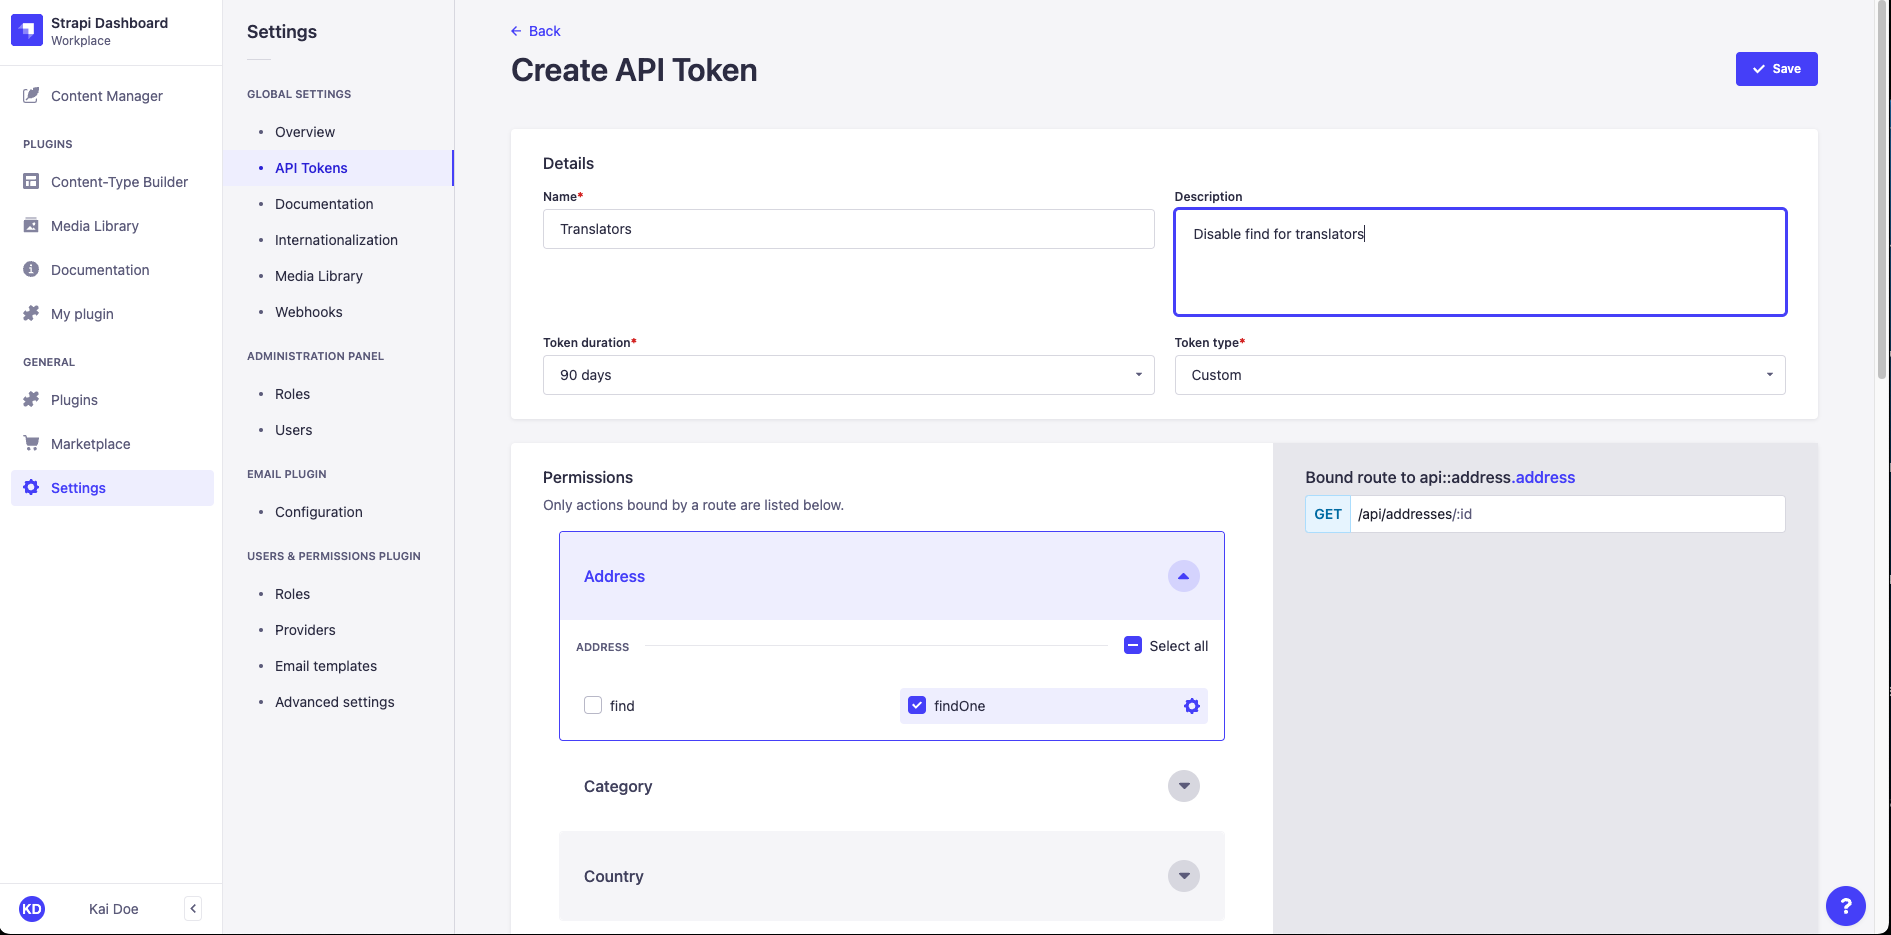 Strapi Dashboard
Workplace
Content Manager
PLUGINS
Content-Type Builder
Media Library
Documentation
My plugin
GENERAL
Plugins
Marketplace
Settings
KD
Kai Doe
Settings
GLOBAL SETTINGS
Overview
API Tokens
Documentation
Internationalization
Media Library
Webhooks
ADMINISTRATION PANEL
Roles
Users
EMAIL PLUGIN
Configuration
USERS & PERMISSIONS PLUGIN
Roles
Providers
Email templates
Advanced settings
Back
Create API Token
Save
Details
Name*
Translators
Description
Disable find for translators
Token duration*
90 days
Token type*
Custom
Permissions
Only actions bound by a route are listed below.
Address
ADDRESS
Select all
find
findOne
Category
Country
Bound route to api::address.address
GET /api/addresses/:id
?